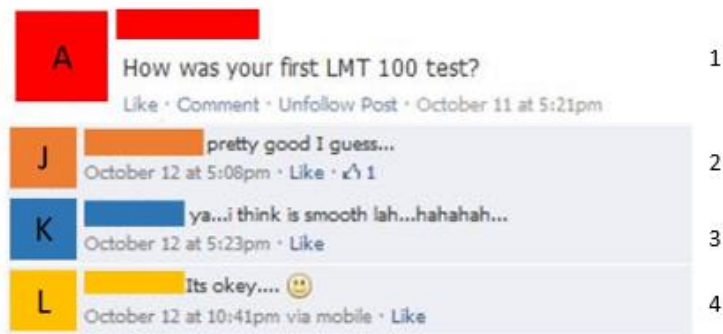 A
How was your first LMT 100 test?
1
Like · Comment · Unfollow Post · October 11 at 5:21pm
J
pretty good I guess...
2
October 12 at 5:08pm · Like · 1
K
ya...i think is smooth lah...hahahah...
October 12 at 5:23pm · Like
3
L
Its okey....
4
October 12 at 10:41pm via mobile · Like